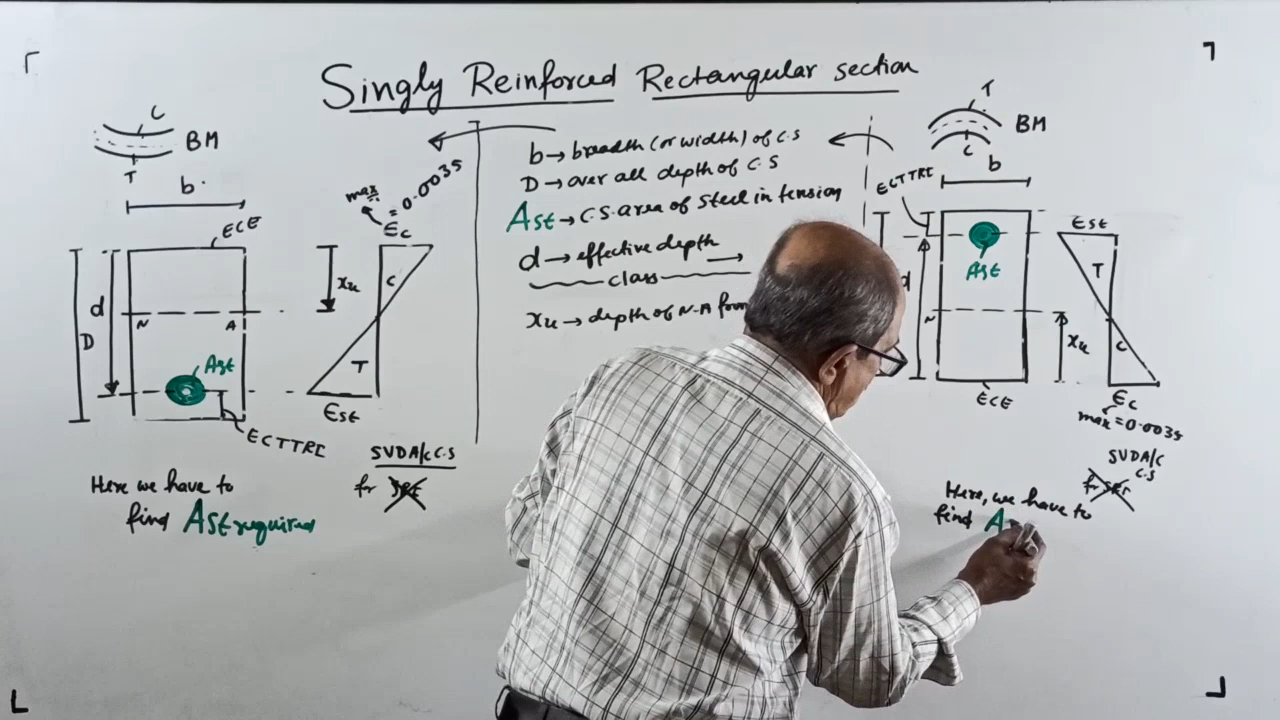 Singly Reinforced Rectangular section
C
BM
T
b
ECE
d
D
N A
Ast
ECTTRC
max
Ec = 0.0035
xu
C
T
Est
SVDA/c C.S
for
Here we have to
find Ast required
b → breadth (or width) of C.S
D → over all depth of C.S
Ast → C.S. area of steel in tension
d → effective depth
class
xu → depth of N.A from
T
BM
C
b
ECTTRC
Ast
d
N
ECE
Est
T
xu
C
Ec
max = 0.0035
SVDA/c
C.S
for
Here, we have to
find A